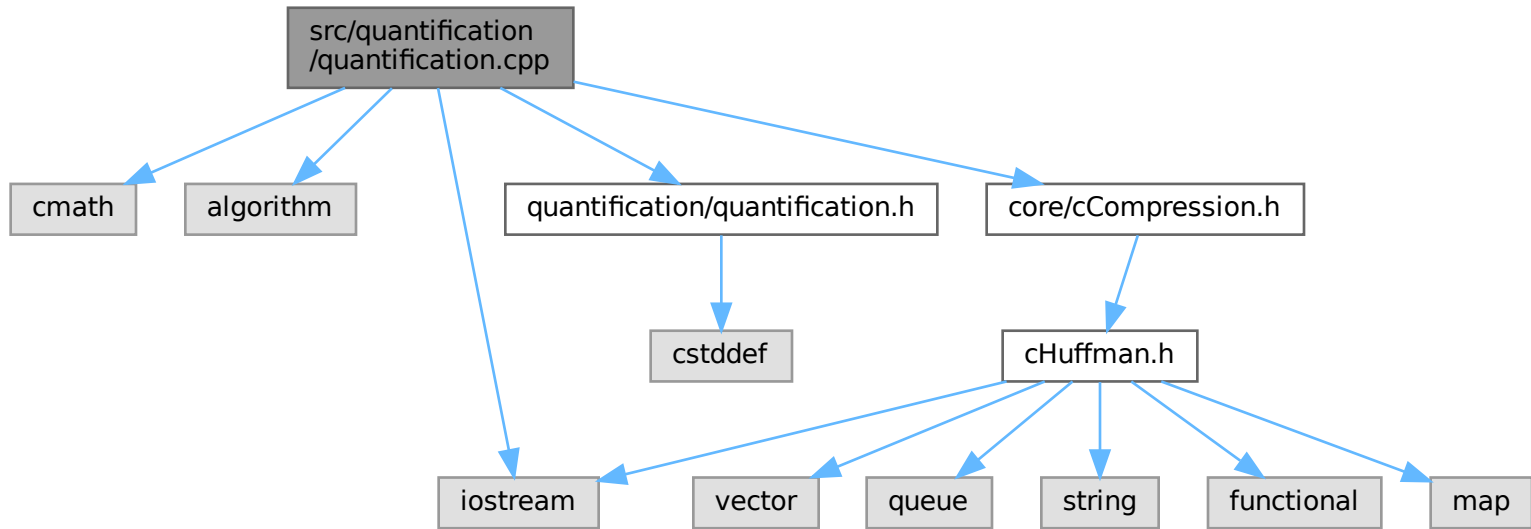 src/quantification
/quantification.cpp
cmath
algorithm
quantification/quantification.h
core/cCompression.h
cstddef
cHuffman.h
iostream
vector
queue
string
functional
map